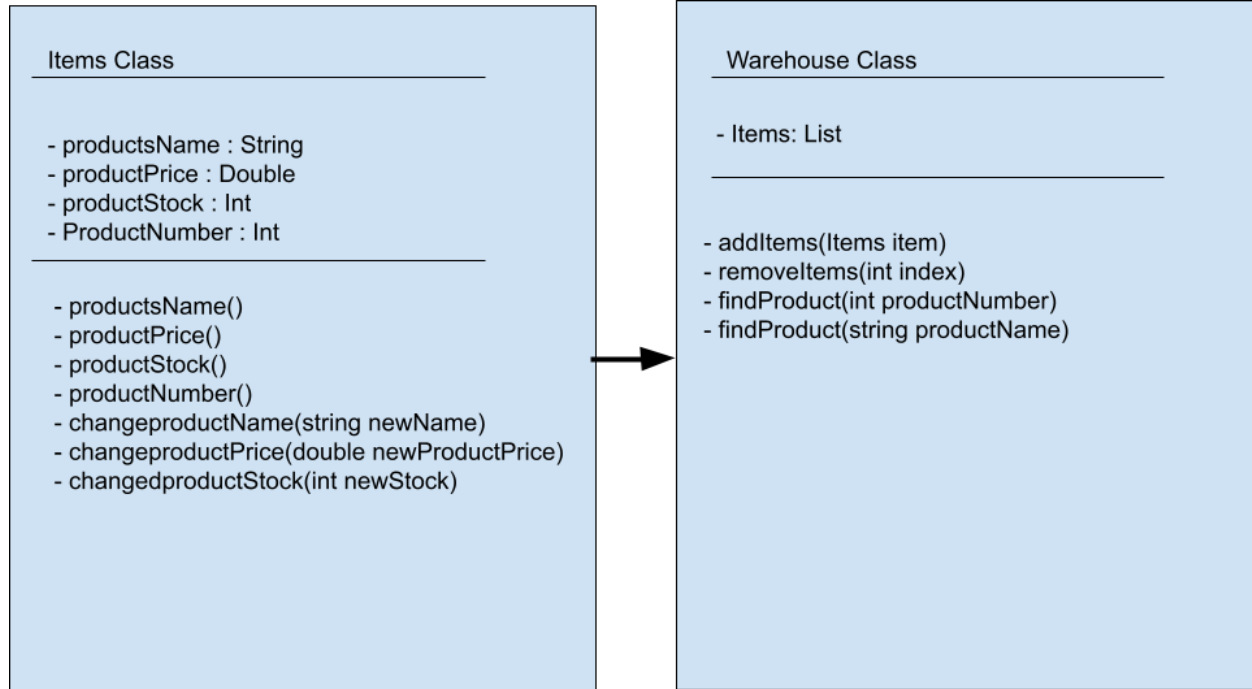 Items Class
- productsName : String
- productPrice : Double
- productStock : Int
- ProductNumber : Int
- productsName()
- productPrice()
- productStock()
- productNumber()
- changeproductName(string newName)
- changeproductPrice(double newProductPrice)
- changedproductStock(int newStock)
Warehouse Class
- Items: List
- addItems(Items item)
- removeItems(int index)
- findProduct(int productNumber)
- findProduct(string productName)